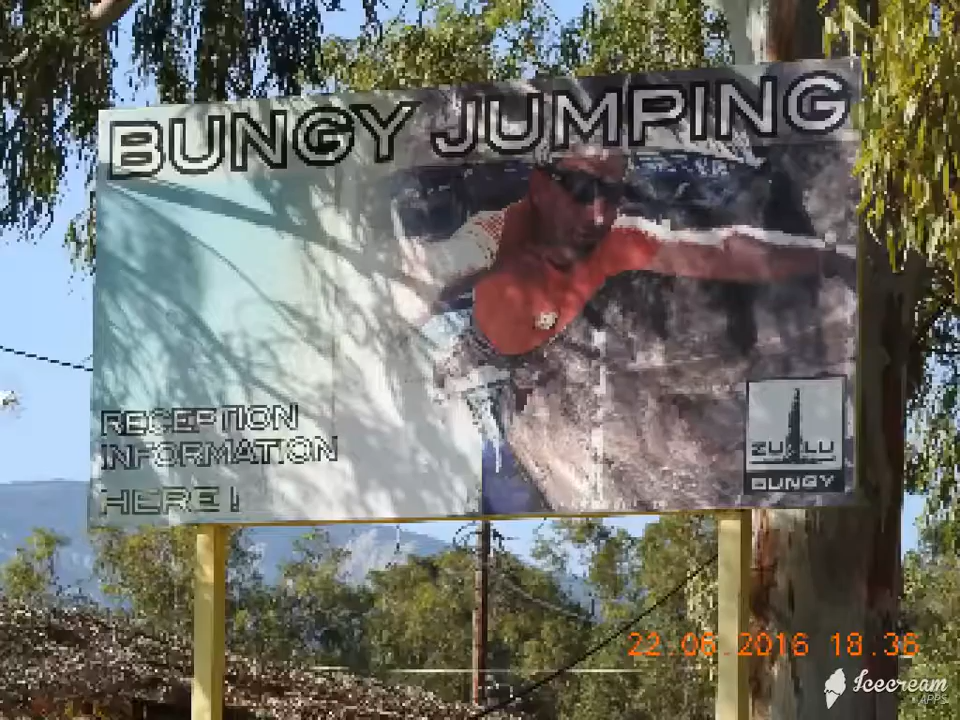 BUNGY JUMPING
RECEPTION
INFORMATION
HERE!
ZULU
BUNGY
22 06 2016 18 36
Icecream
APPS